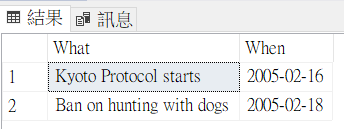 結果 訊息
What When
1 Kyoto Protocol starts 2005-02-16
2 Ban on hunting with dogs 2005-02-18